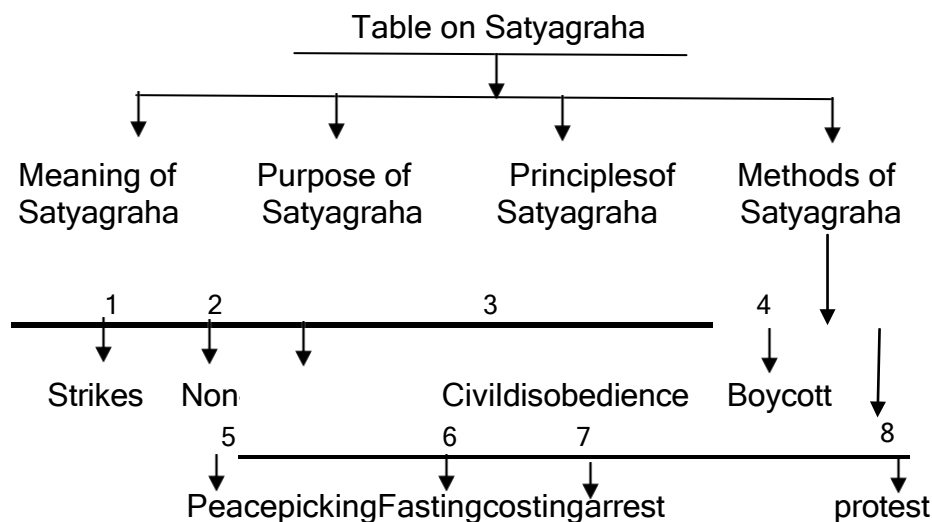 Table on Satyagraha
Meaning of Purpose of Principlesof Methods of
Satyagraha Satyagraha Satyagraha Satyagraha
1 2 3 4
Strikes Non Civildisobedience Boycott
5 6 7 8
PeacepickingFastingcostingarrest protest